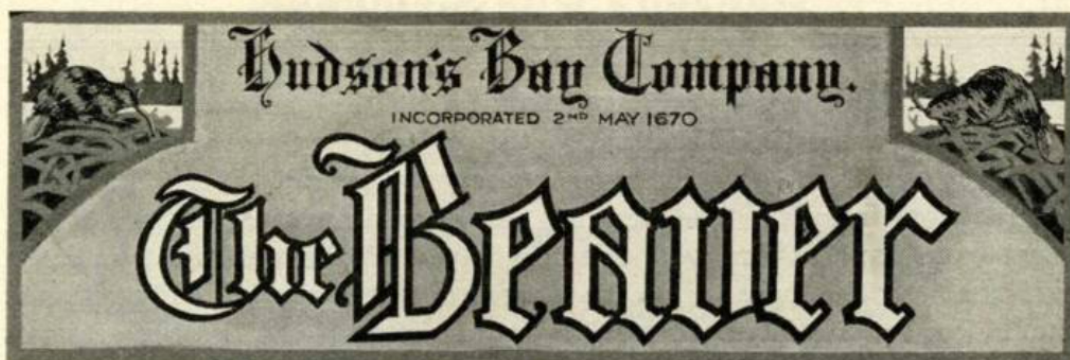 Hudson's Bay Company.
INCORPORATED 2ND MAY 1670
The Beaver